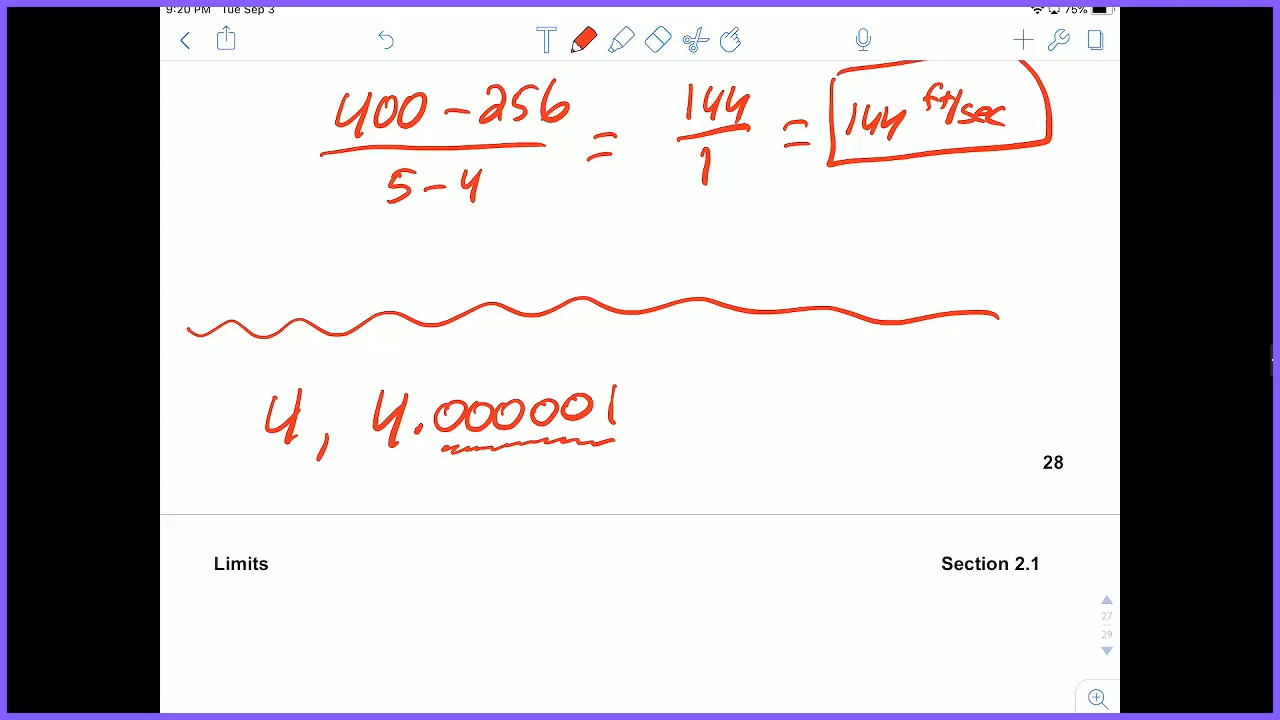 9:20 PM Tue Sep 3 75%
T
400 - 256 / 5 - 4 = 144 / 1 = 144 ft/sec
4, 4.000001
28
Limits Section 2.1
27
29